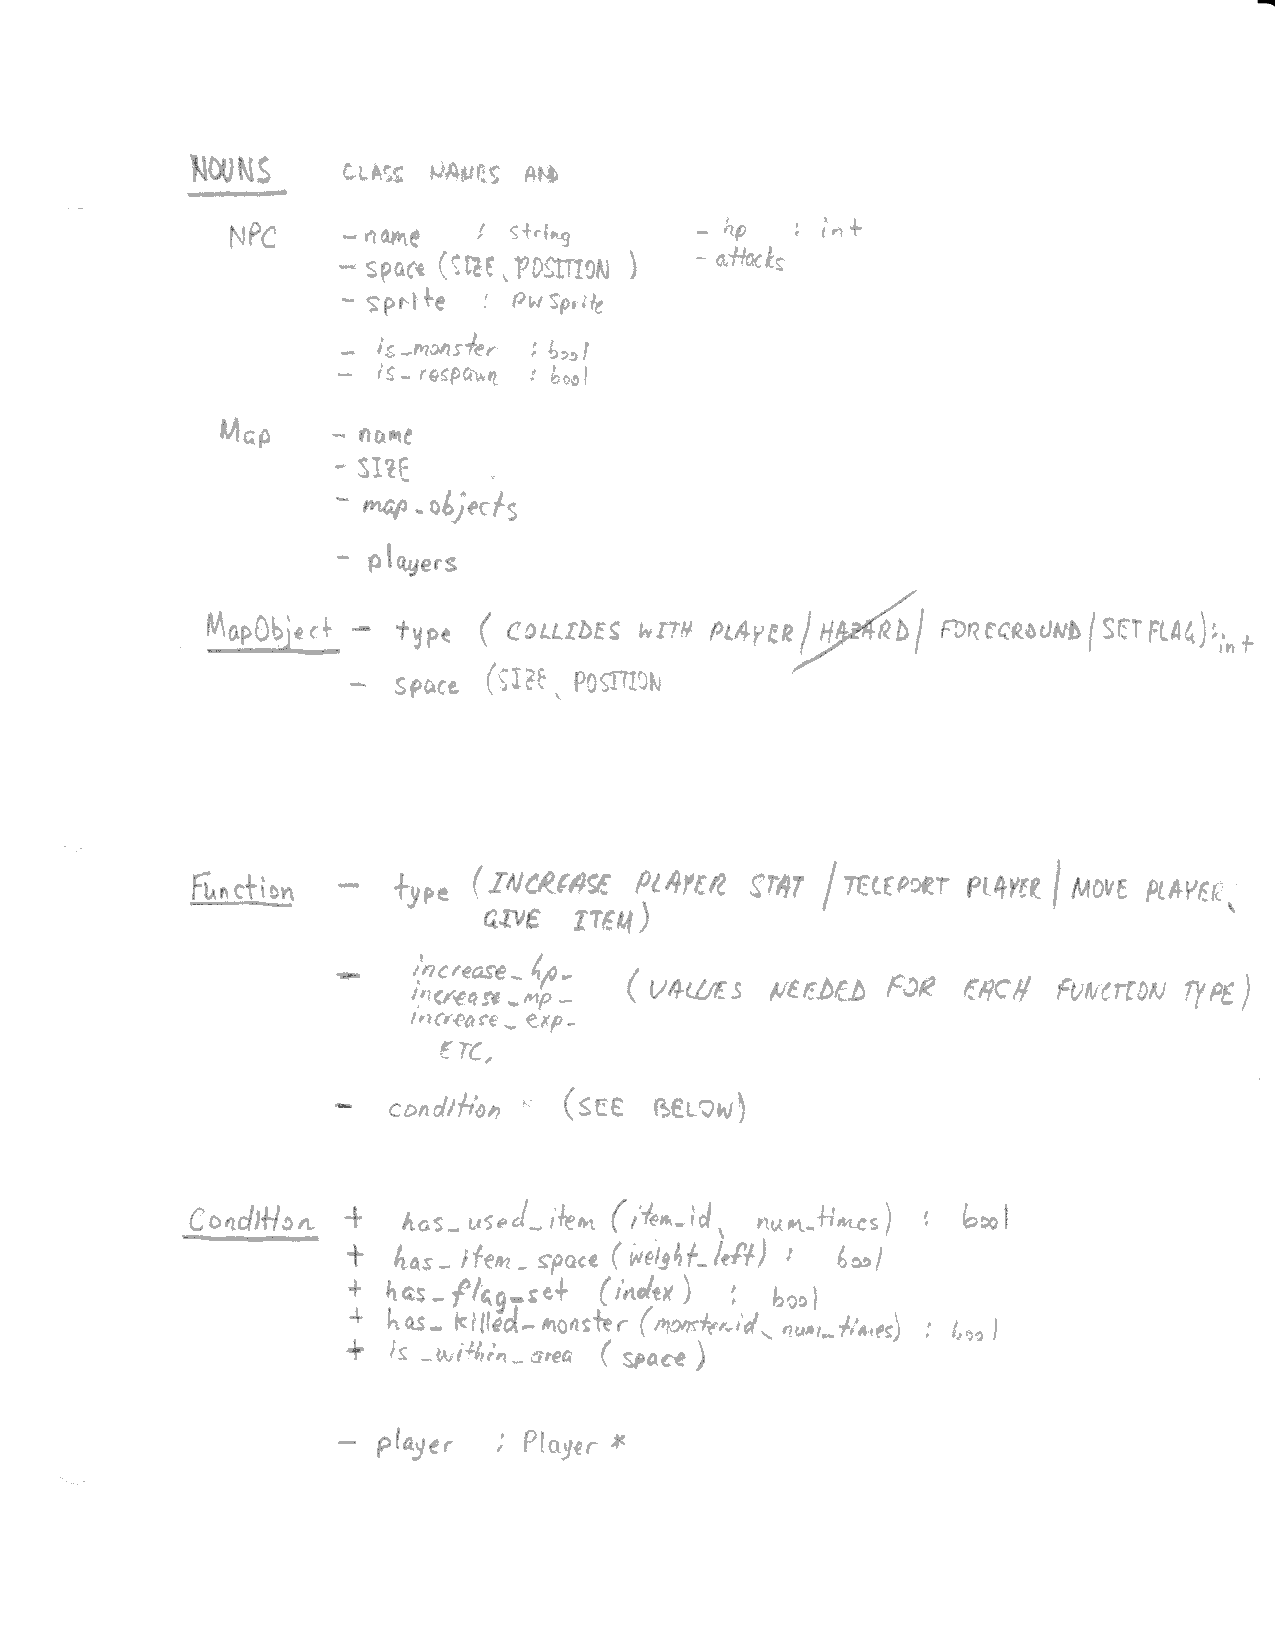 NOUNS CLASS NAMES AND
NPC - name : string - hp : int
- space (SIZE, POSITION ) - attacks
- sprite : PWSprite
- is_monster : bool
- is_respawn : bool
Map - name
- SIZE
- map_objects
- players
MapObject - type ( COLLIDES WITH PLAYER / HAZARD / FOREGROUND / SET FLAG) : int
- space (SIZE, POSITION
Function - type (INCREASE PLAYER STAT / TELEPORT PLAYER / MOVE PLAYER,
GIVE ITEM)
- increase_hp_ (VALUES NEEDED FOR EACH FUNCTION TYPE)
increase_mp_
increase_exp_
ETC,
- condition * (SEE BELOW)
Condition + has_used_item (item_id, num_times) : bool
+ has_item_space (weight_left) : bool
+ has_flag_set (index) : bool
+ has_killed_monster (monster_id, num_times) : bool
+ is_within_area ( space )
- player : Player *